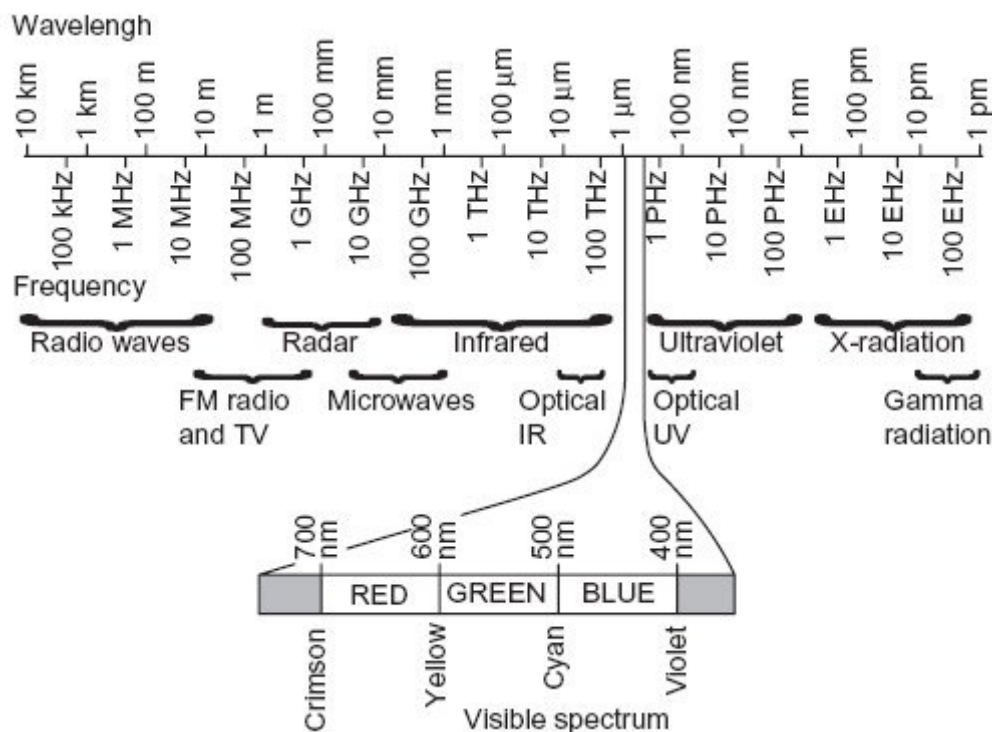 Wavelengh
10 km
1 km
100 m
10 m
1 m
100 mm
10 mm
1 mm
100 µm
10 µm
1 µm
100 nm
10 nm
1 nm
100 pm
10 pm
1 pm
100 kHz
1 MHz
10 MHz
100 MHz
1 GHz
10 GHz
100 GHz
1 THz
10 THz
100 THz
1 PHz
10 PHz
100 PHz
1 EHz
10 EHz
100 EHz
Frequency
Radio waves
Radar
Infrared
Ultraviolet
X-radiation
FM radio
and TV
Microwaves
Optical
IR
Optical
UV
Gamma
radiation
700
nm
600
nm
500
nm
400
nm
RED
GREEN
BLUE
Crimson
Yellow
Cyan
Violet
Visible spectrum